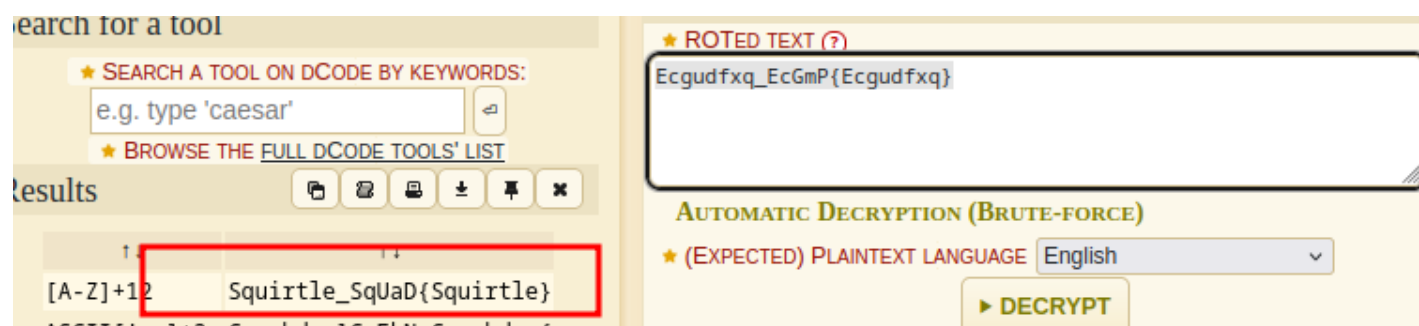 Search for a tool
★ SEARCH A TOOL ON DCODE BY KEYWORDS:
e.g. type 'caesar'
★ BROWSE THE FULL DCODE TOOLS' LIST
Results
↑↓ ↑↓
[A-Z]+12 Squirtle_SqUaD{Squirtle}
★ ROTED TEXT (?)
Ecgudfxq_EcGmP{Ecgudfxq}
AUTOMATIC DECRYPTION (BRUTE-FORCE)
★ (EXPECTED) PLAINTEXT LANGUAGE English
▶ DECRYPT